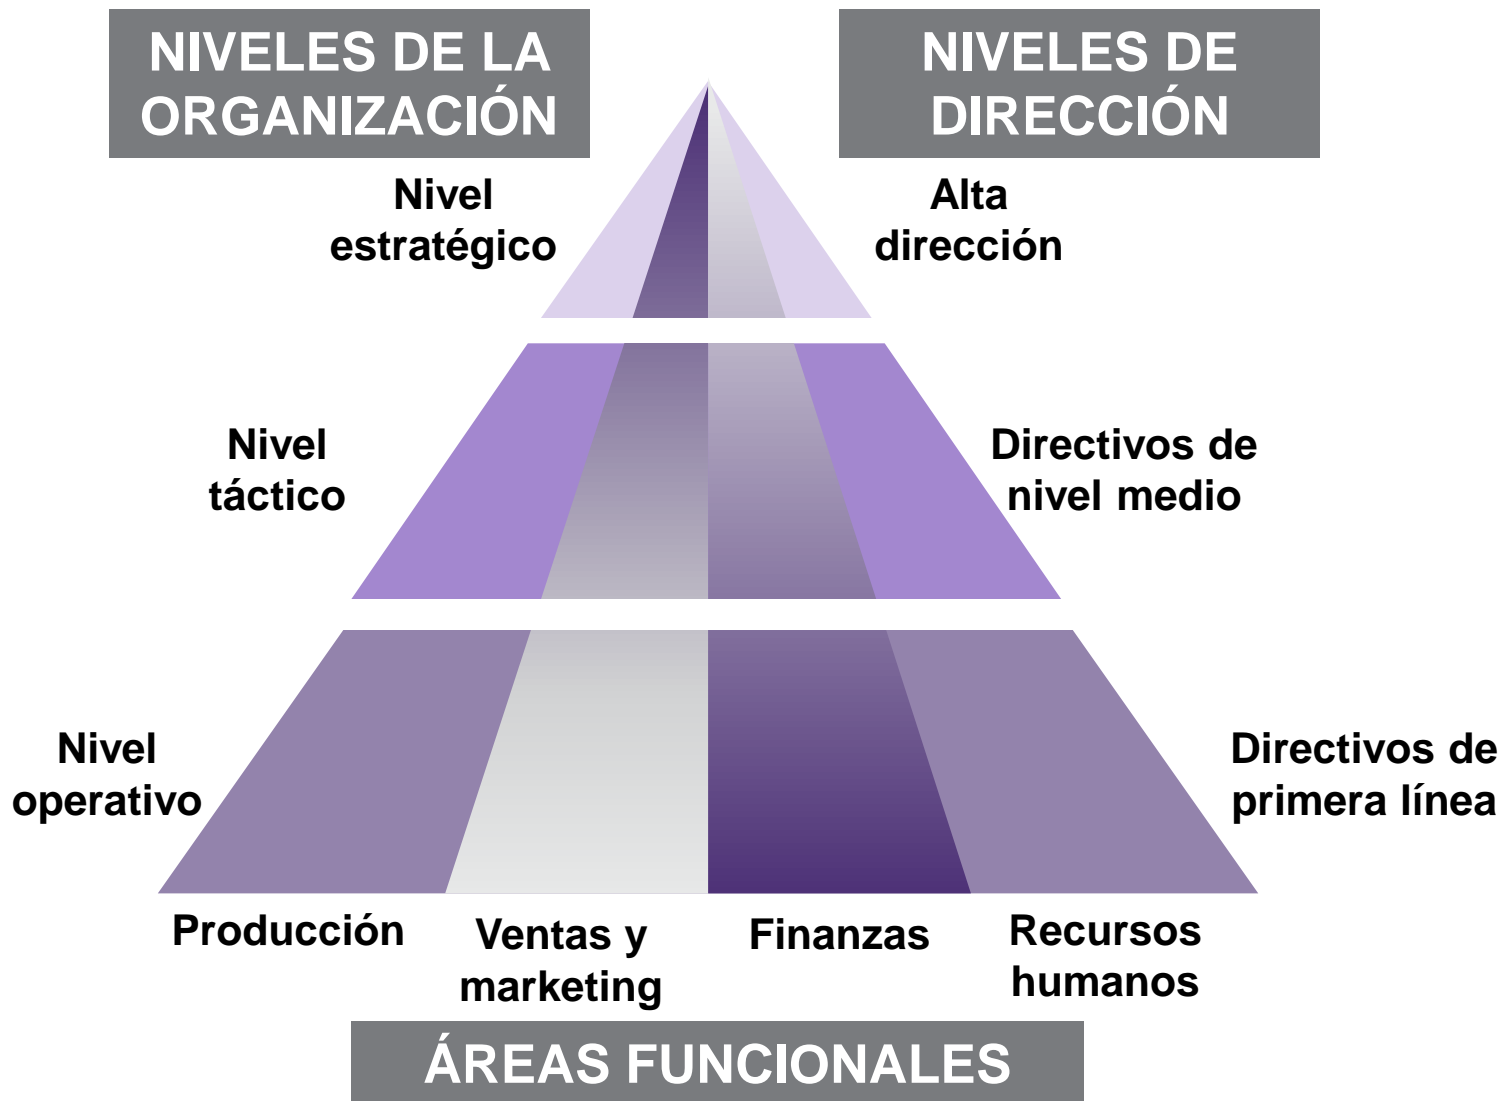 NIVELES DE LA
ORGANIZACIÓN
NIVELES DE
DIRECCIÓN
Nivel
estratégico
Alta
dirección
Nivel
táctico
Directivos de
nivel medio
Nivel
operativo
Directivos de
primera línea
Producción
Ventas y
marketing
Finanzas
Recursos
humanos
ÁREAS FUNCIONALES